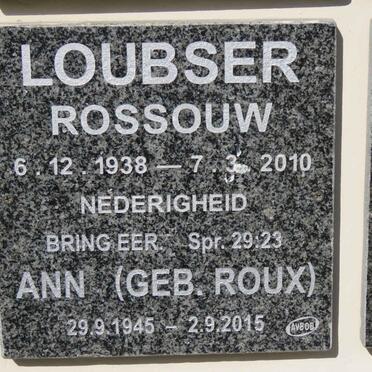 LOUBSER
ROSSOUW
6.12.1938 — 7.3. 2010
NEDERIGHEID
BRING EER. Spr. 29:23
ANN (GEB. ROUX)
29.9.1945 - 2.9.2015 AVBOB